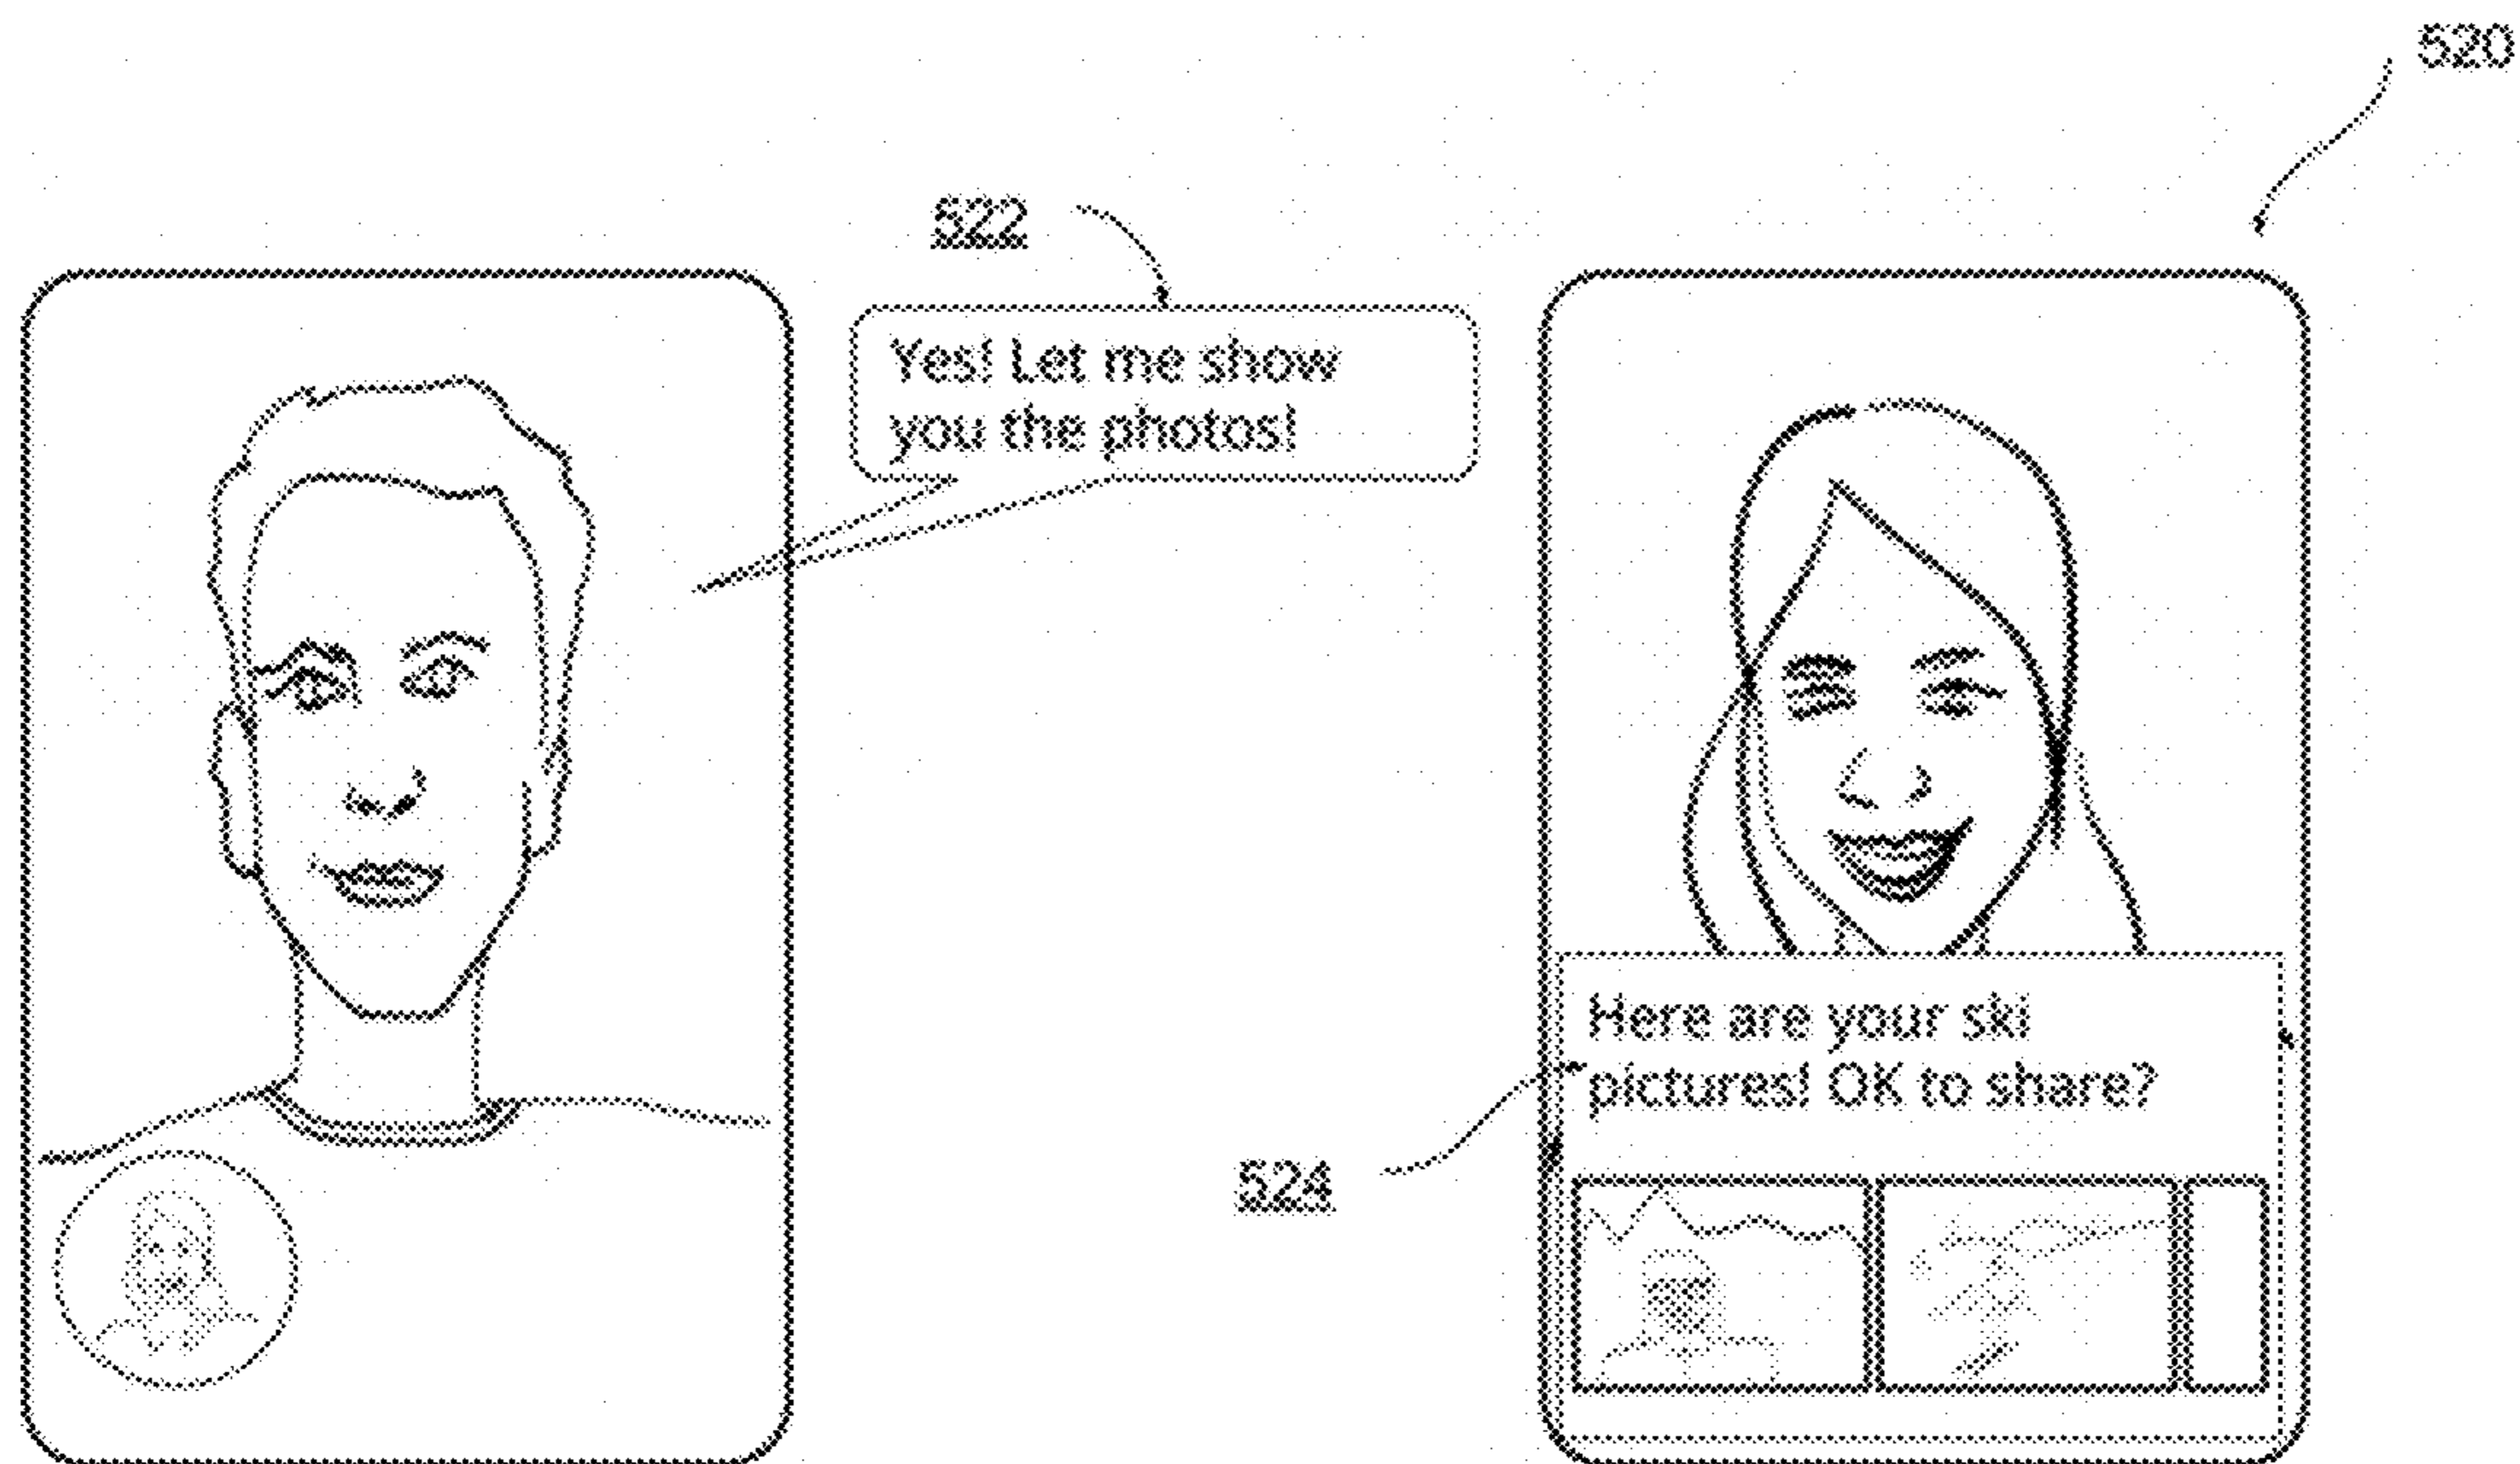 520
522
Yes! Let me show
you the photos!
Here are your ski
pictures! OK to share?
524